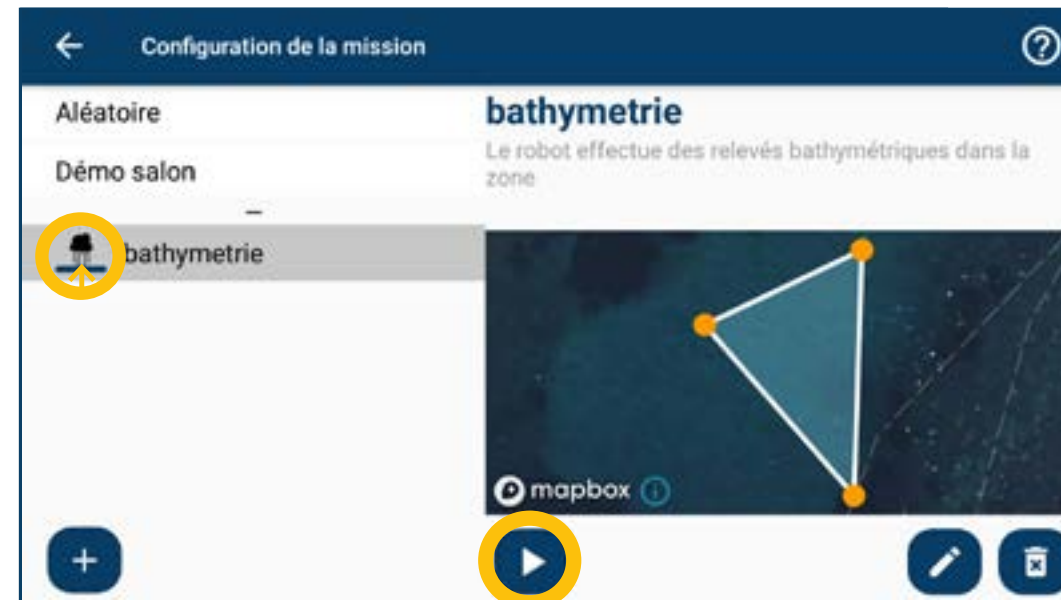 Configuration de la mission
Aléatoire
Démo salon
bathymetrie
bathymetrie
Le robot effectue des relevés bathymétriques dans la
zone
mapbox